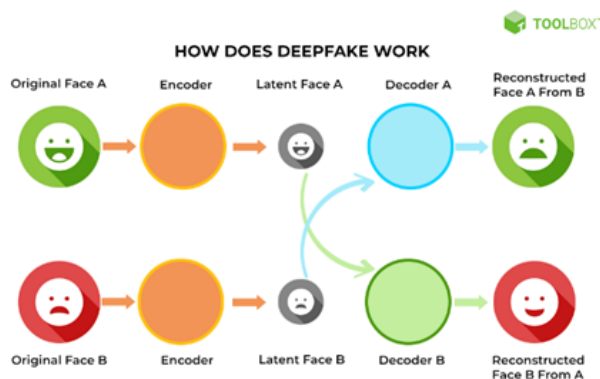 TOOLBOX
HOW DOES DEEPFAKE WORK
Original Face A
Encoder
Latent Face A
Decoder A
Reconstructed
Face A From B
Original Face B
Encoder
Latent Face B
Decoder B
Reconstructed
Face B From A